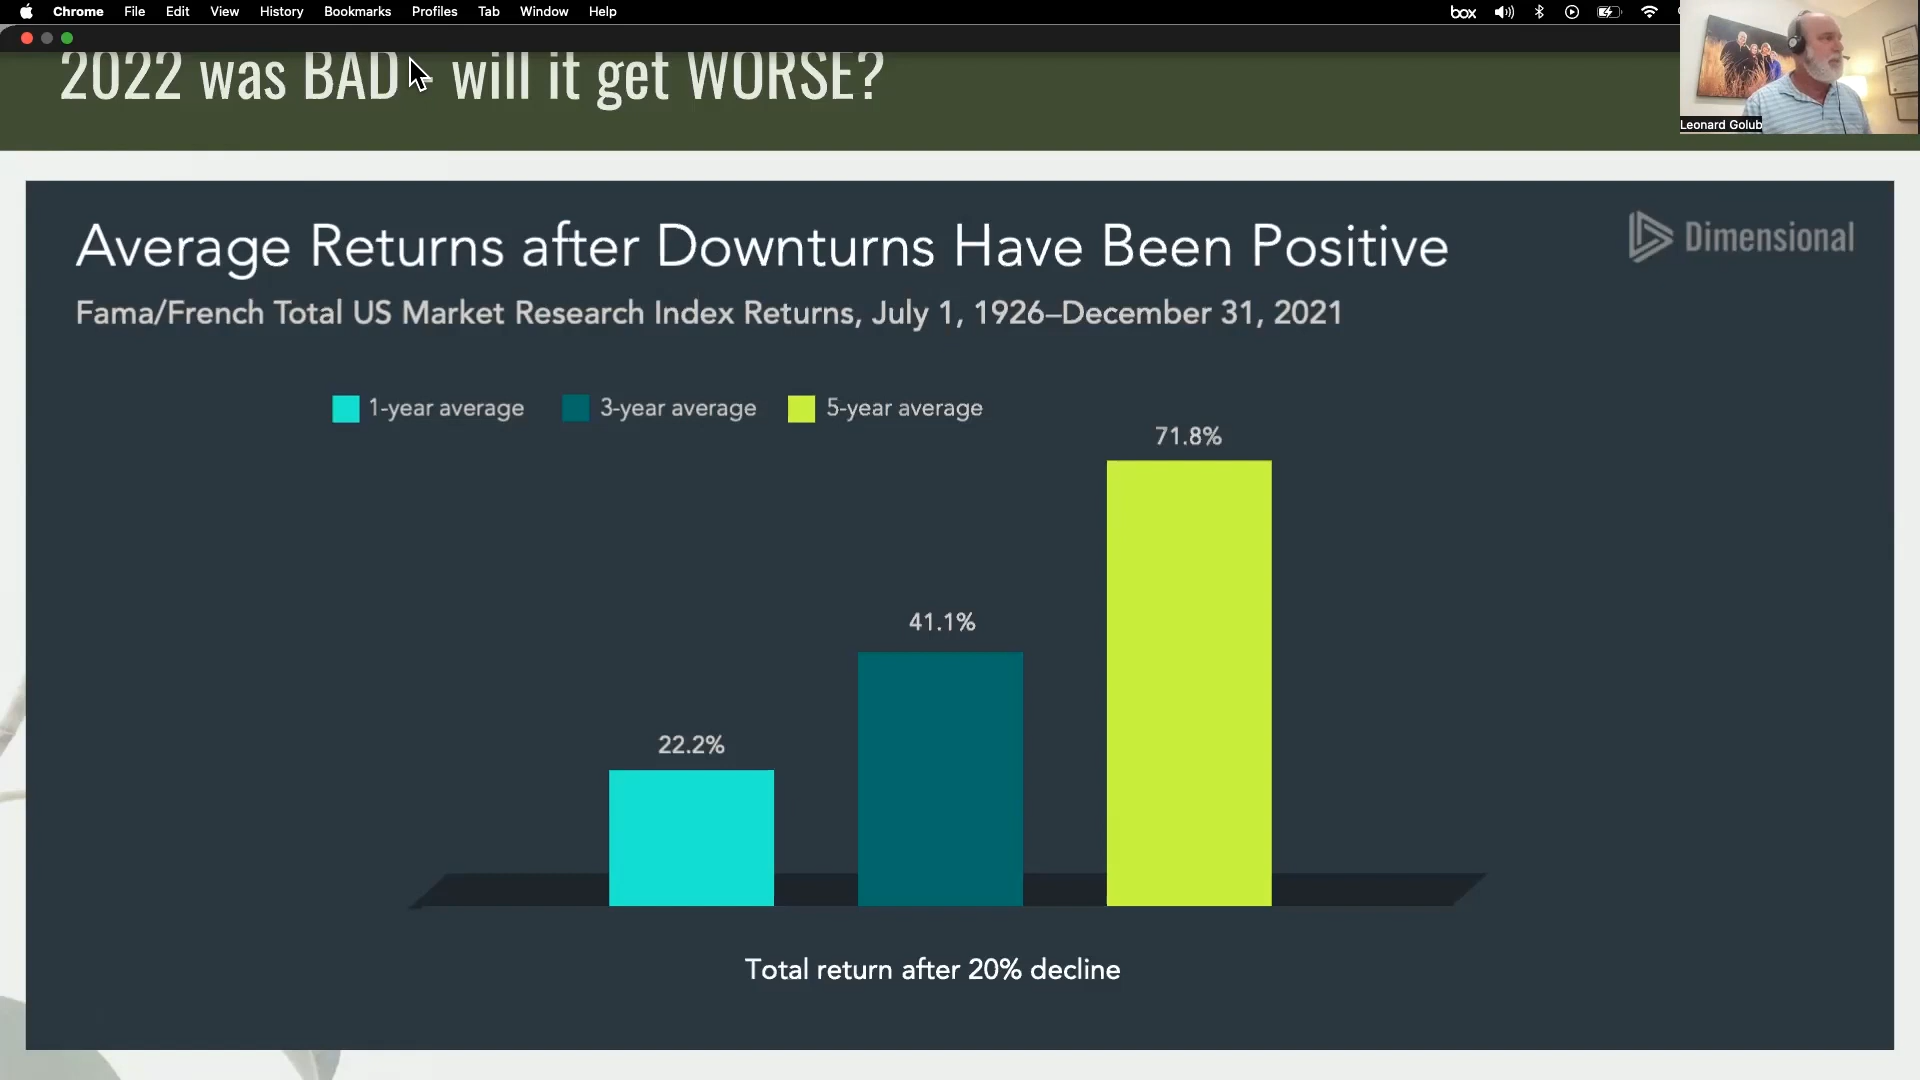 Chrome File Edit View History Bookmarks Profiles Tab Window Help box
2022 was BAD will it get WORSE?
Leonard Golub
Average Returns after Downturns Have Been Positive
Dimensional
Fama/French Total US Market Research Index Returns, July 1, 1926–December 31, 2021
1-year average 3-year average 5-year average
71.8%
41.1%
22.2%
Total return after 20% decline